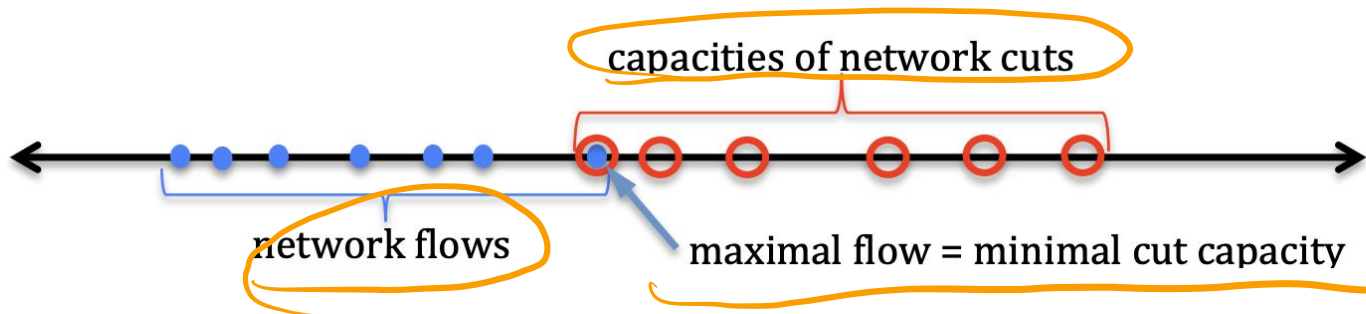 capacities of network cuts
network flows
maximal flow = minimal cut capacity